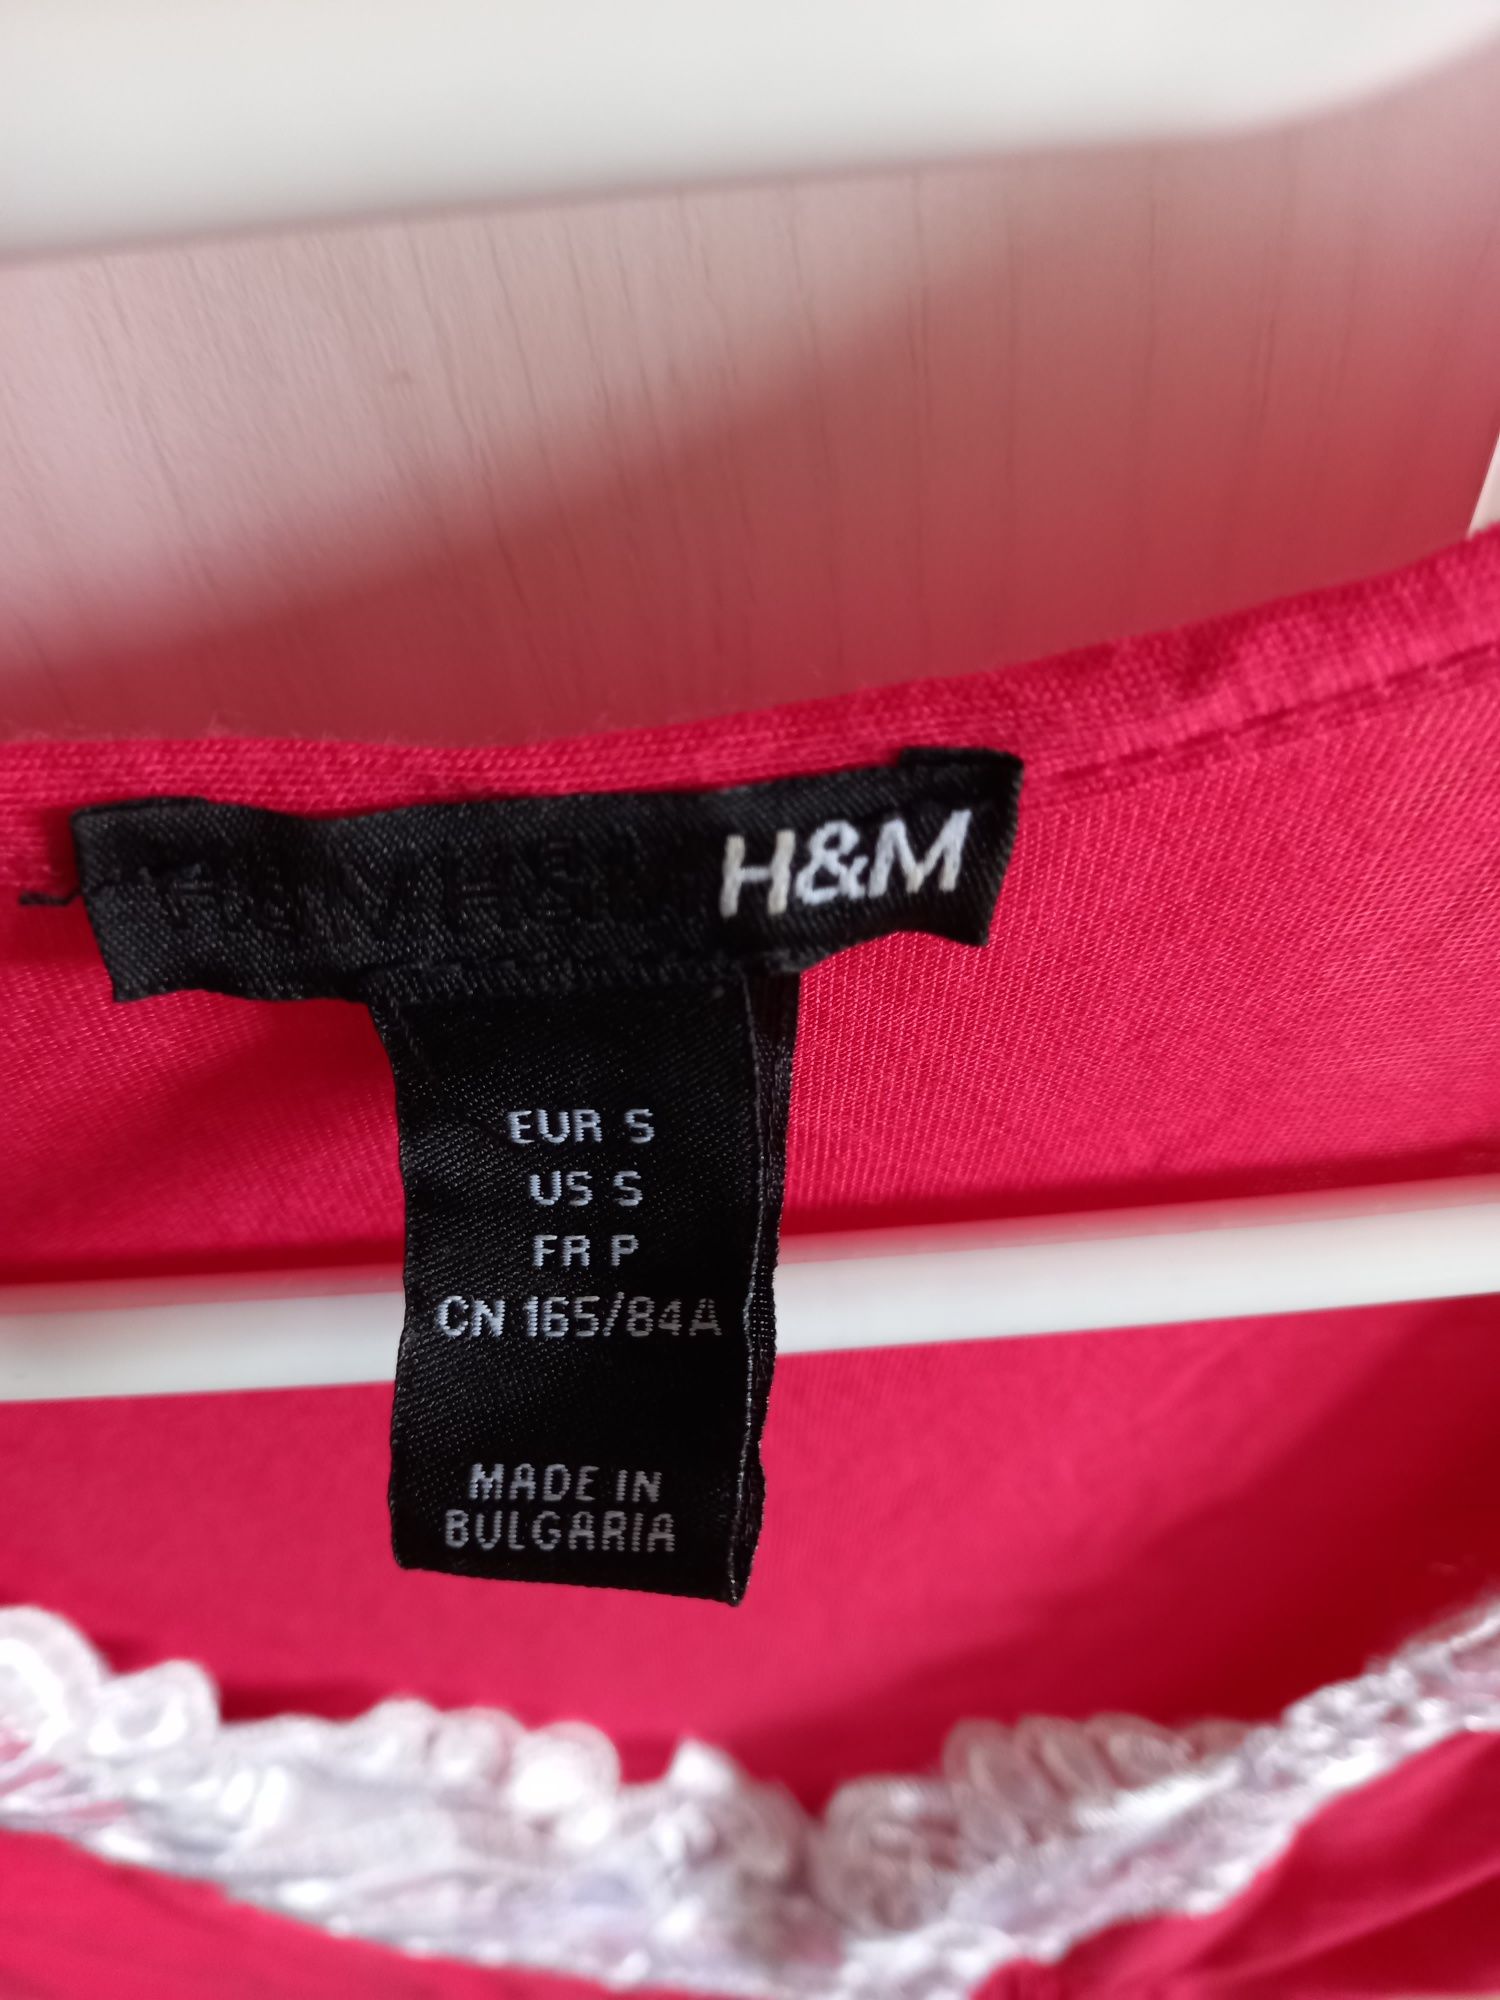 H&M
EUR S
US S
FR P
CN 165/84A
MADE IN
BULGARIA